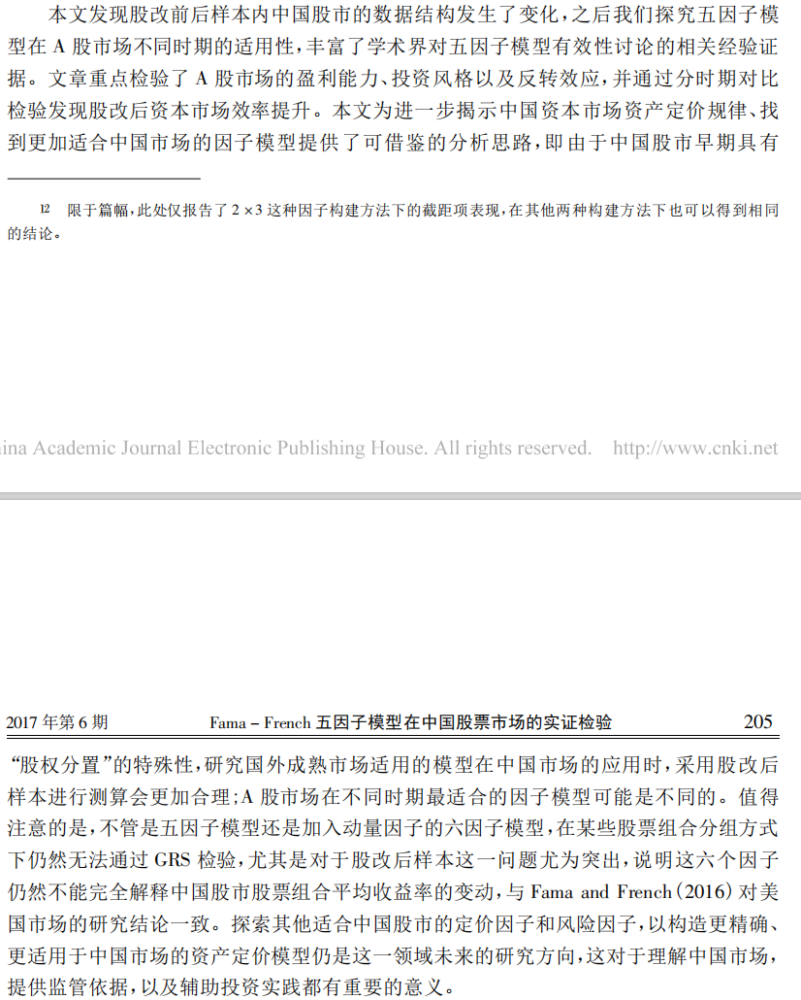 本文发现股改前后样本内中国股市的数据结构发生了变化，之后我们探究五因子模
型在 A 股市场不同时期的适用性，丰富了学术界对五因子模型有效性讨论的相关经验证
据。文章重点检验了 A 股市场的盈利能力、投资风格以及反转效应，并通过分时期对比
检验发现股改后资本市场效率提升。本文为进一步揭示中国资本市场资产定价规律、找
到更加适合中国市场的因子模型提供了可借鉴的分析思路，即由于中国股市早期具有
12 限于篇幅，此处仅报告了 2 ×3 这种因子构建方法下的截距项表现，在其他两种构建方法下也可以得到相同
的结论。
ina Academic Journal Electronic Publishing House. All rights reserved. http://www.cnki.net
2017 年第 6 期 Fama – French 五因子模型在中国股票市场的实证检验 205
“股权分置”的特殊性，研究国外成熟市场适用的模型在中国市场的应用时，采用股改后
样本进行测算会更加合理；A 股市场在不同时期最适合的因子模型可能是不同的。值得
注意的是，不管是五因子模型还是加入动量因子的六因子模型，在某些股票组合分组方式
下仍然无法通过 GRS 检验，尤其是对于股改后样本这一问题尤为突出，说明这六个因子
仍然不能完全解释中国股市股票组合平均收益率的变动，与 Fama and French（2016）对美
国市场的研究结论一致。探索其他适合中国股市的定价因子和风险因子，以构造更精确、
更适用于中国市场的资产定价模型仍是这一领域未来的研究方向，这对于理解中国市场，
提供监管依据，以及辅助投资实践都有重要的意义。